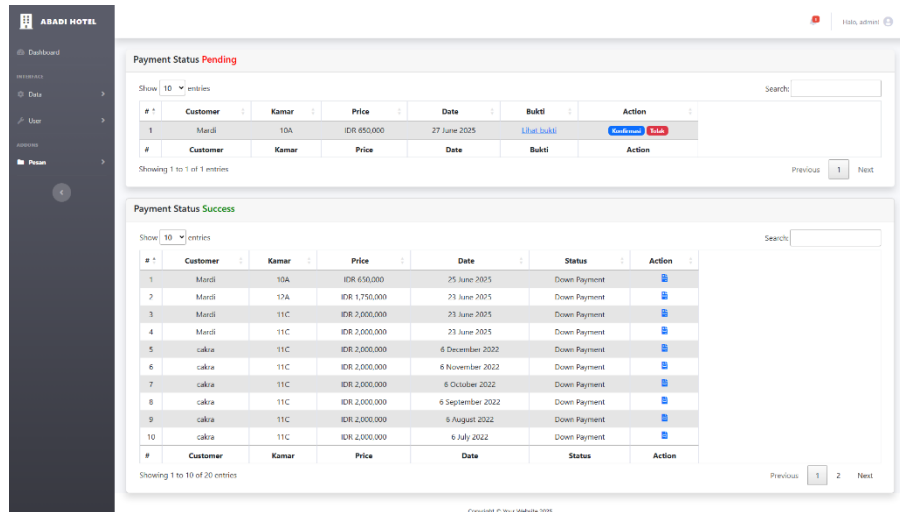 ABADI HOTEL
Halo, admin!
Dashboard
INTERFACE
Data
User
ADDONS
Pesan
Payment Status Pending
Show 10 entries Search:
# Customer Kamar Price Date Bukti Action
1 Mardi 10A IDR 650,000 27 June 2025 Lihat bukti Konfirmasi Tolak
# Customer Kamar Price Date Bukti Action
Showing 1 to 1 of 1 entries Previous 1 Next
Payment Status Success
Show 10 entries Search:
# Customer Kamar Price Date Status Action
1 Mardi 10A IDR 650,000 25 June 2025 Down Payment
2 Mardi 12A IDR 1,750,000 23 June 2025 Down Payment
3 Mardi 11C IDR 2,000,000 23 June 2025 Down Payment
4 Mardi 11C IDR 2,000,000 23 June 2025 Down Payment
5 cakra 11C IDR 2,000,000 6 December 2022 Down Payment
6 cakra 11C IDR 2,000,000 6 November 2022 Down Payment
7 cakra 11C IDR 2,000,000 6 October 2022 Down Payment
8 cakra 11C IDR 2,000,000 6 September 2022 Down Payment
9 cakra 11C IDR 2,000,000 6 August 2022 Down Payment
10 cakra 11C IDR 2,000,000 6 July 2022 Down Payment
# Customer Kamar Price Date Status Action
Showing 1 to 10 of 20 entries Previous 1 2 Next
Copyright © Your Website 2025